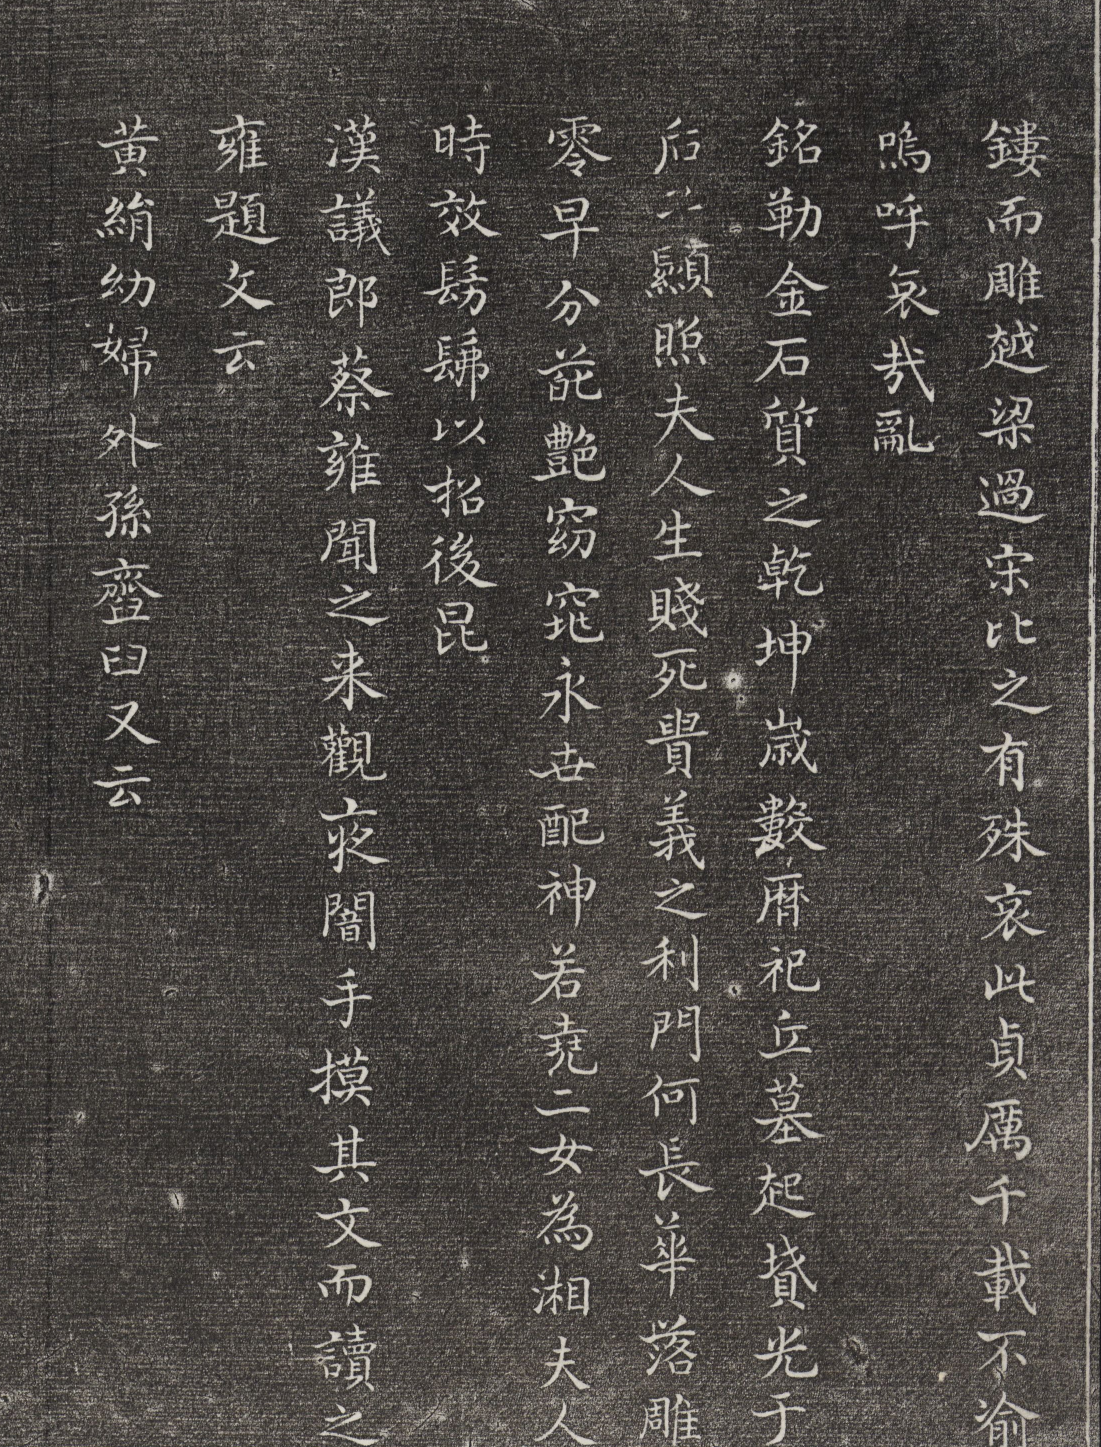 鏤而雕越梁過宋比之有殊哀此貞厲千載不渝
嗚呼哀哉亂
銘勒金石質之乾坤歲數曆祀丘墓起墳光于
后土顯照夫人生賤死貴義之利門何長華落雕
零早分葩艷窈窕永世配神若堯二女為湘夫人
時效髣髴以招後昆
漢議郎蔡雍聞之来觀夜闇手摸其文而讀之
雍題文云
黃絹幼婦外孫齏臼又云